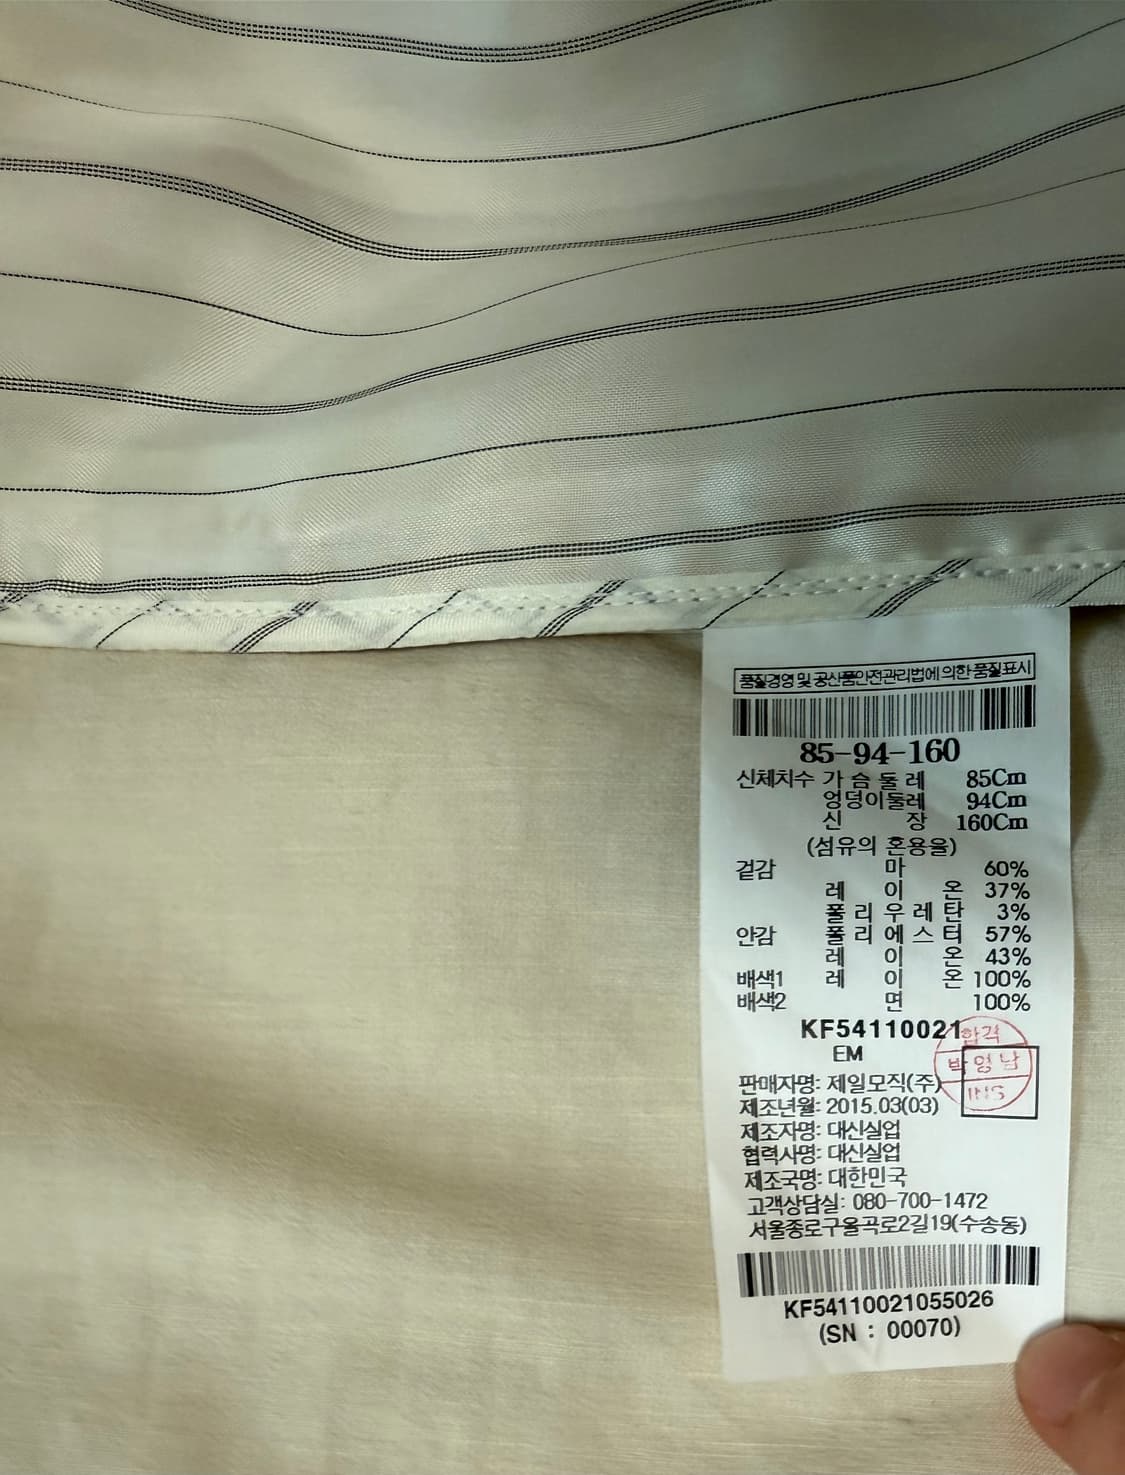 품질경영 및 공산품안전관리법에 의한 품질표시
85-94-160
신체치수 가 슴 둘 레 85Cm
엉덩이둘레 94Cm
신 장 160Cm
(섬유의 혼용율)
겉감 마 60%
레 이 온 37%
폴 리 우 레 탄 3%
안감 폴 리 에 스 터 57%
레 이 온 43%
배색1 레 이 온 100%
배색2 면 100%
KF54110021
EM
합격
박영남
INS
판매자명: 제일모직(주)
제조년월: 2015.03(03)
제조자명: 대신실업
협력사명: 대신실업
제조국명: 대한민국
고객상담실: 080-700-1472
서울종로구율곡로2길19(수송동)
KF54110021055026
(SN : 00070)